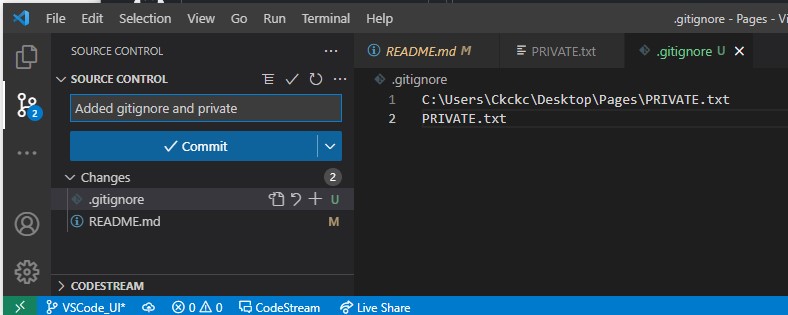 File Edit Selection View Go Run Terminal Help .gitignore - Pages - Vi
SOURCE CONTROL ...
README.md M PRIVATE.txt .gitignore U
SOURCE CONTROL
.gitignore
Added gitignore and private
1 C:\Users\Ckckc\Desktop\Pages\PRIVATE.txt
2 PRIVATE.txt
2
Commit
Changes 2
.gitignore U
README.md M
CODESTREAM
VSCode_UI* 0 0 CodeStream Live Share